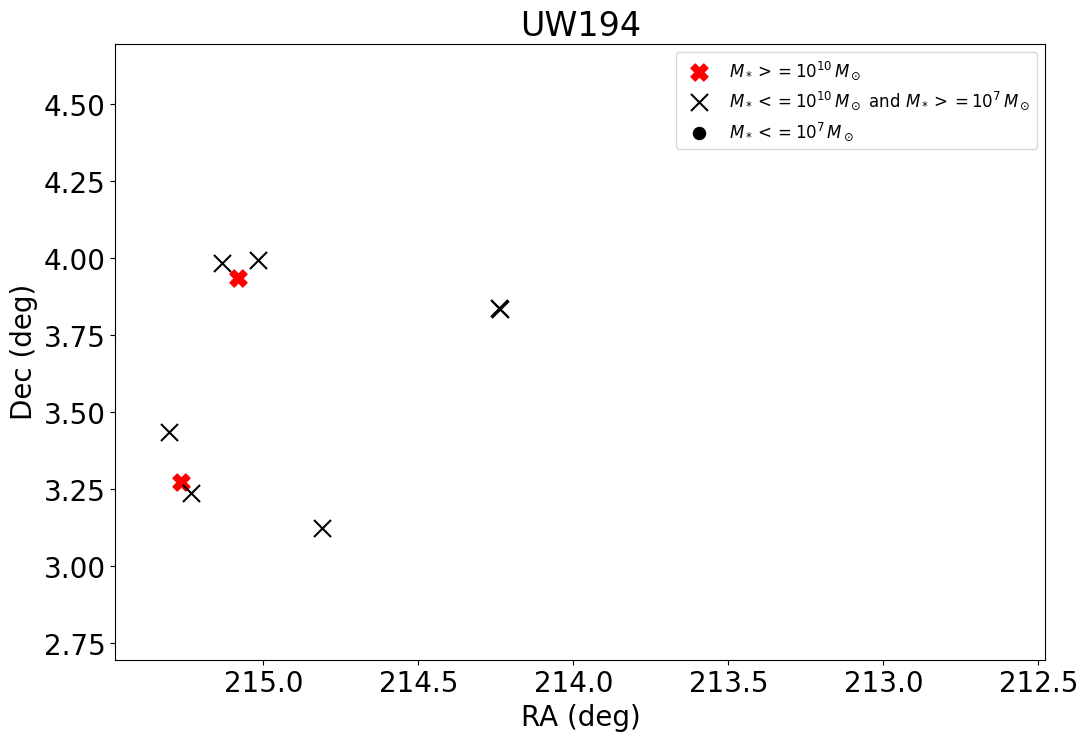 UW194
M* >= 10^10 M⊙
M* <= 10^10 M⊙ and M* >= 10^7 M⊙
M* <= 10^7 M⊙
4.50
4.25
4.00
3.75
3.50
3.25
3.00
2.75
Dec (deg)
215.0 214.5 214.0 213.5 213.0 212.5
RA (deg)